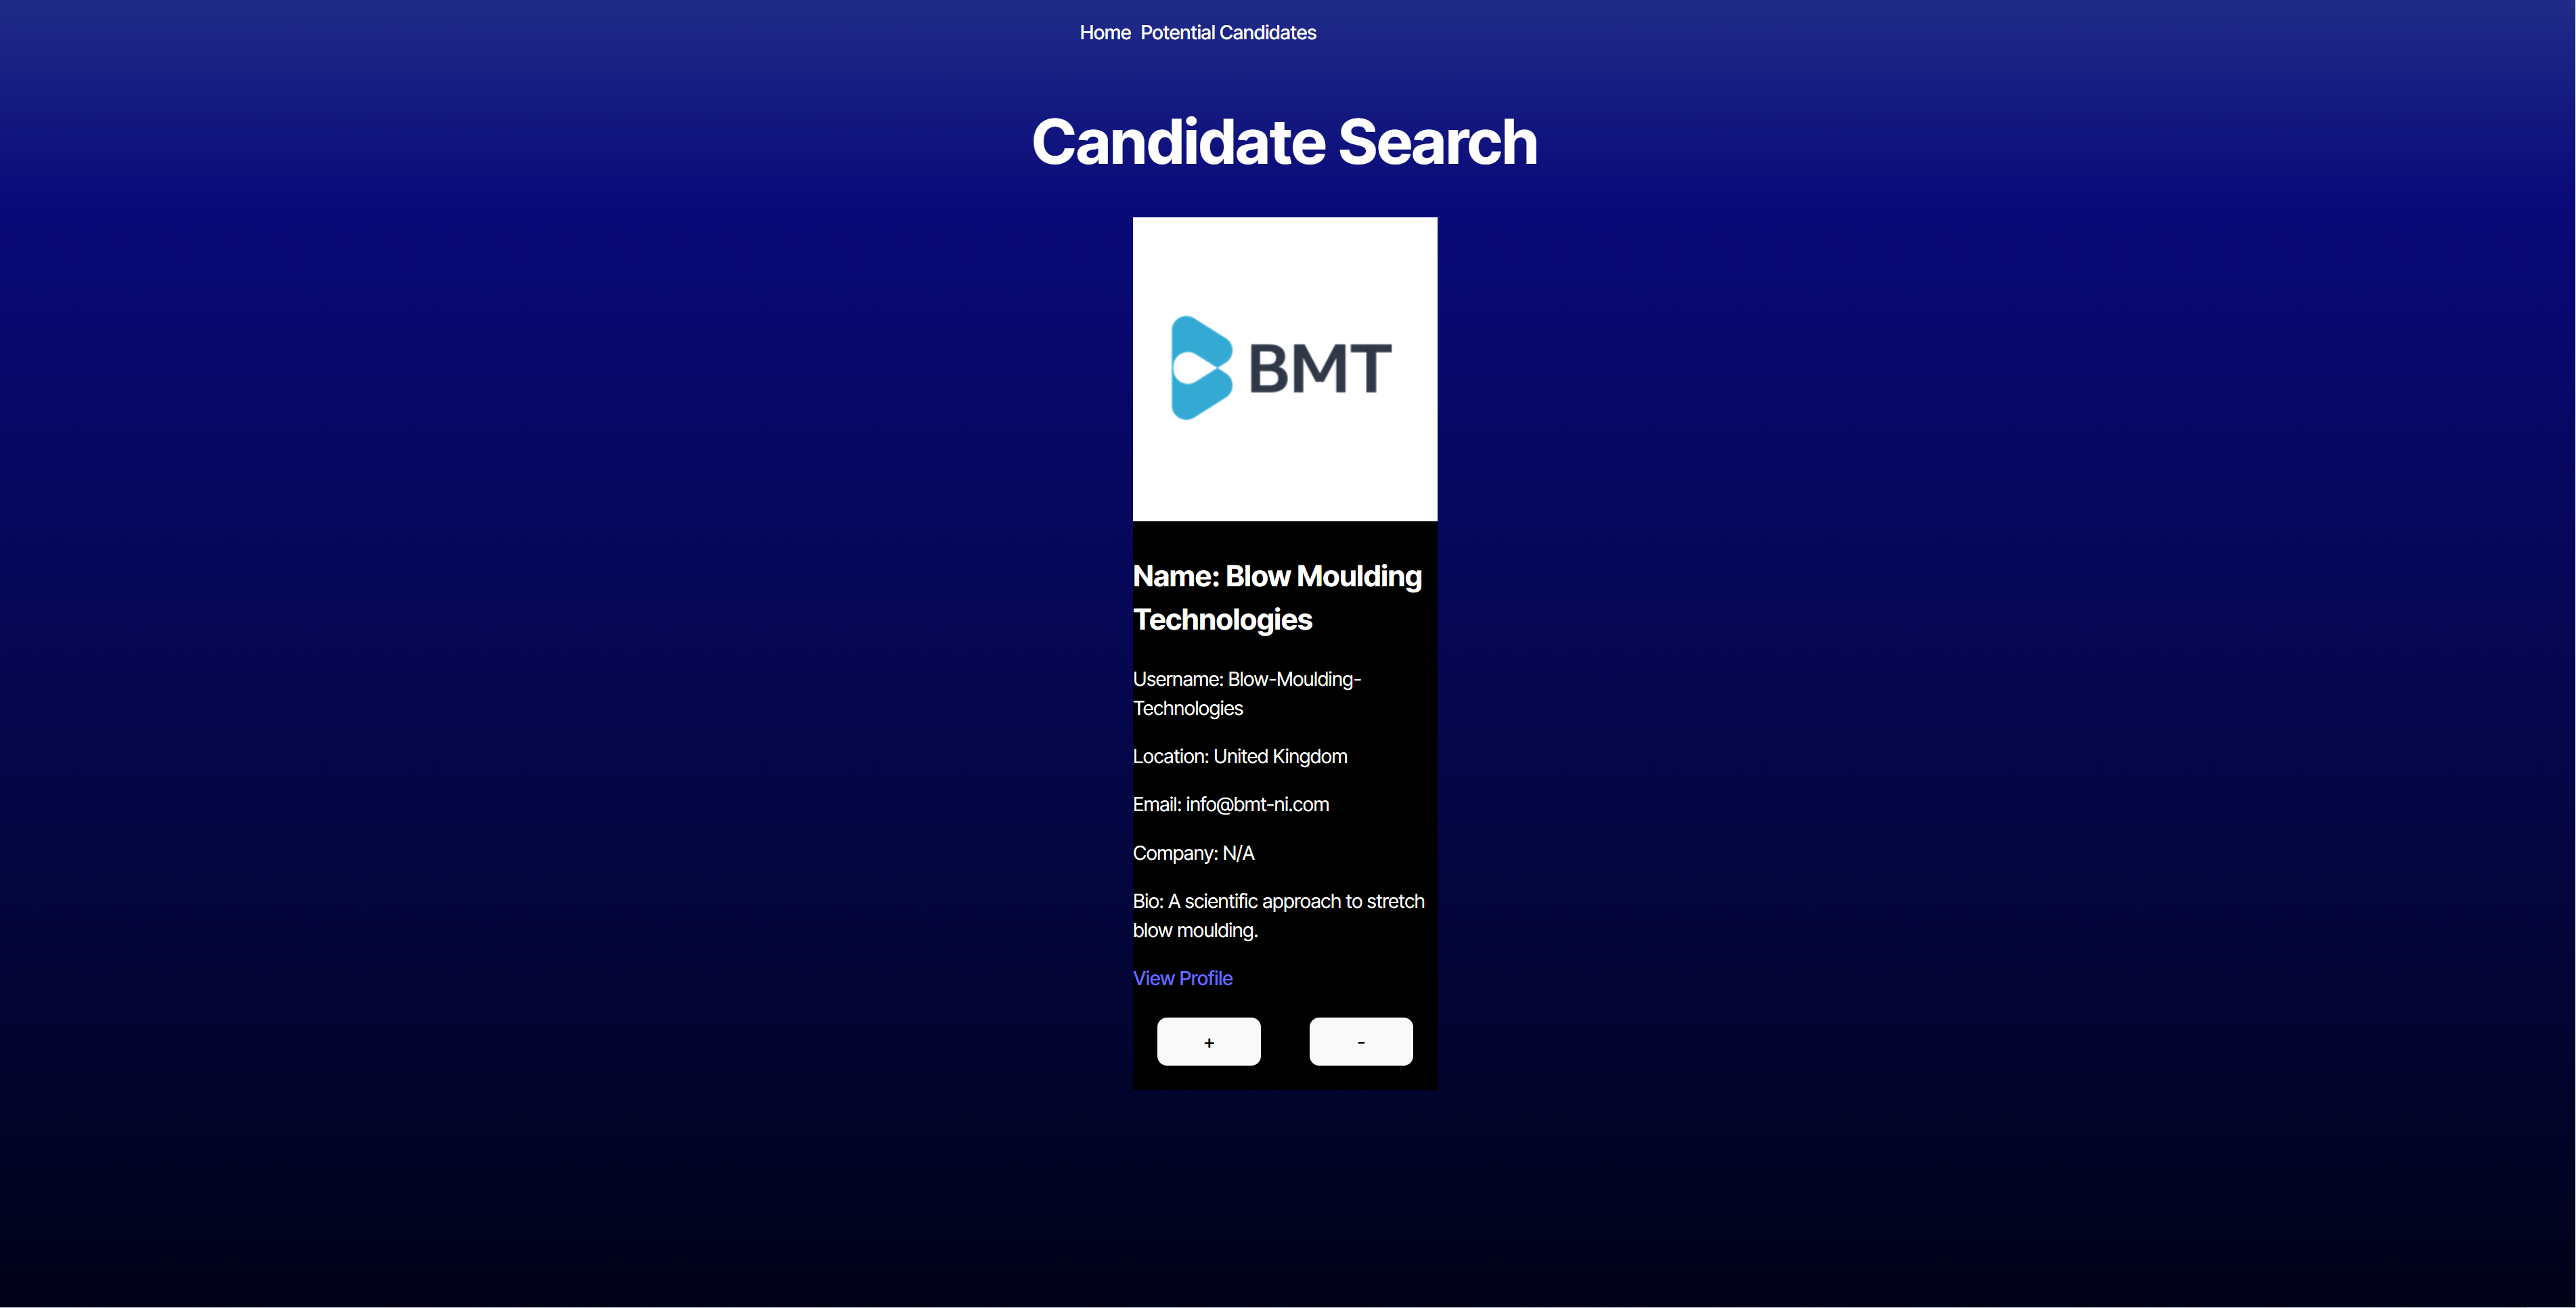 Home Potential Candidates
Candidate Search
BMT
Name: Blow Moulding
Technologies
Username: Blow-Moulding-
Technologies
Location: United Kingdom
Email: info@bmt-ni.com
Company: N/A
Bio: A scientific approach to stretch
blow moulding.
View Profile
+ -